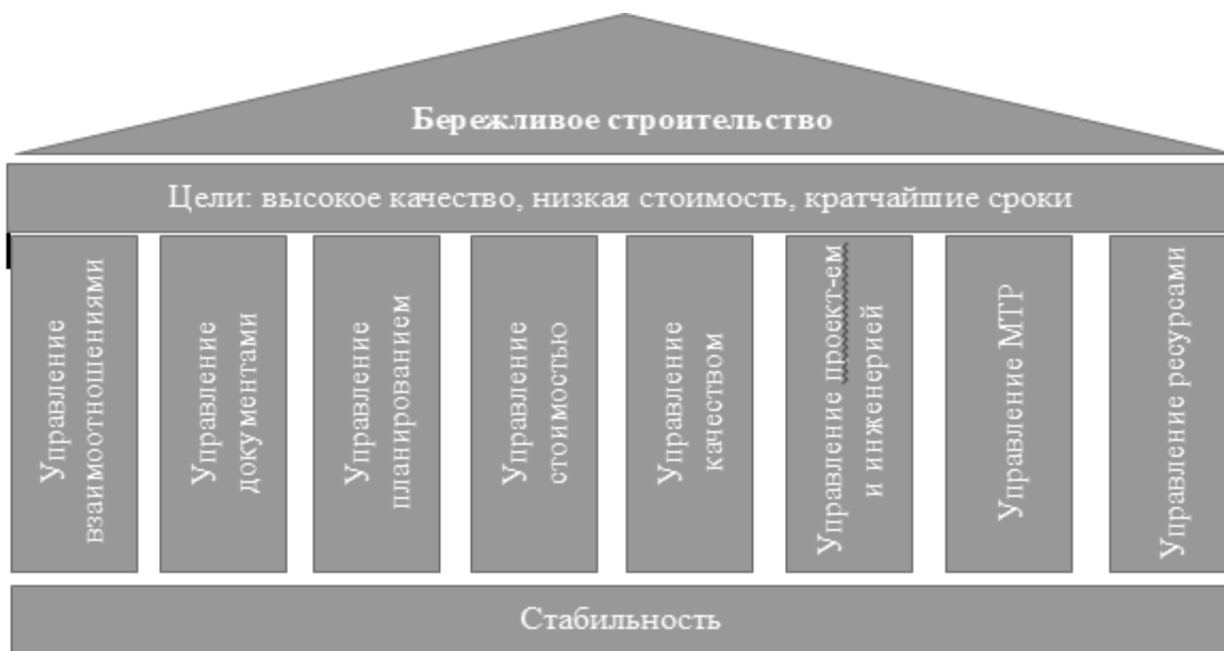 Бережливое строительство
Цели: высокое качество, низкая стоимость, кратчайшие сроки
Управление
взаимоотношениями
Управление
документами
Управление
планированием
Управление
стоимостью
Управление
качеством
Управление проект-ем
и инженерией
Управление МТР
Управление ресурсами
Стабильность